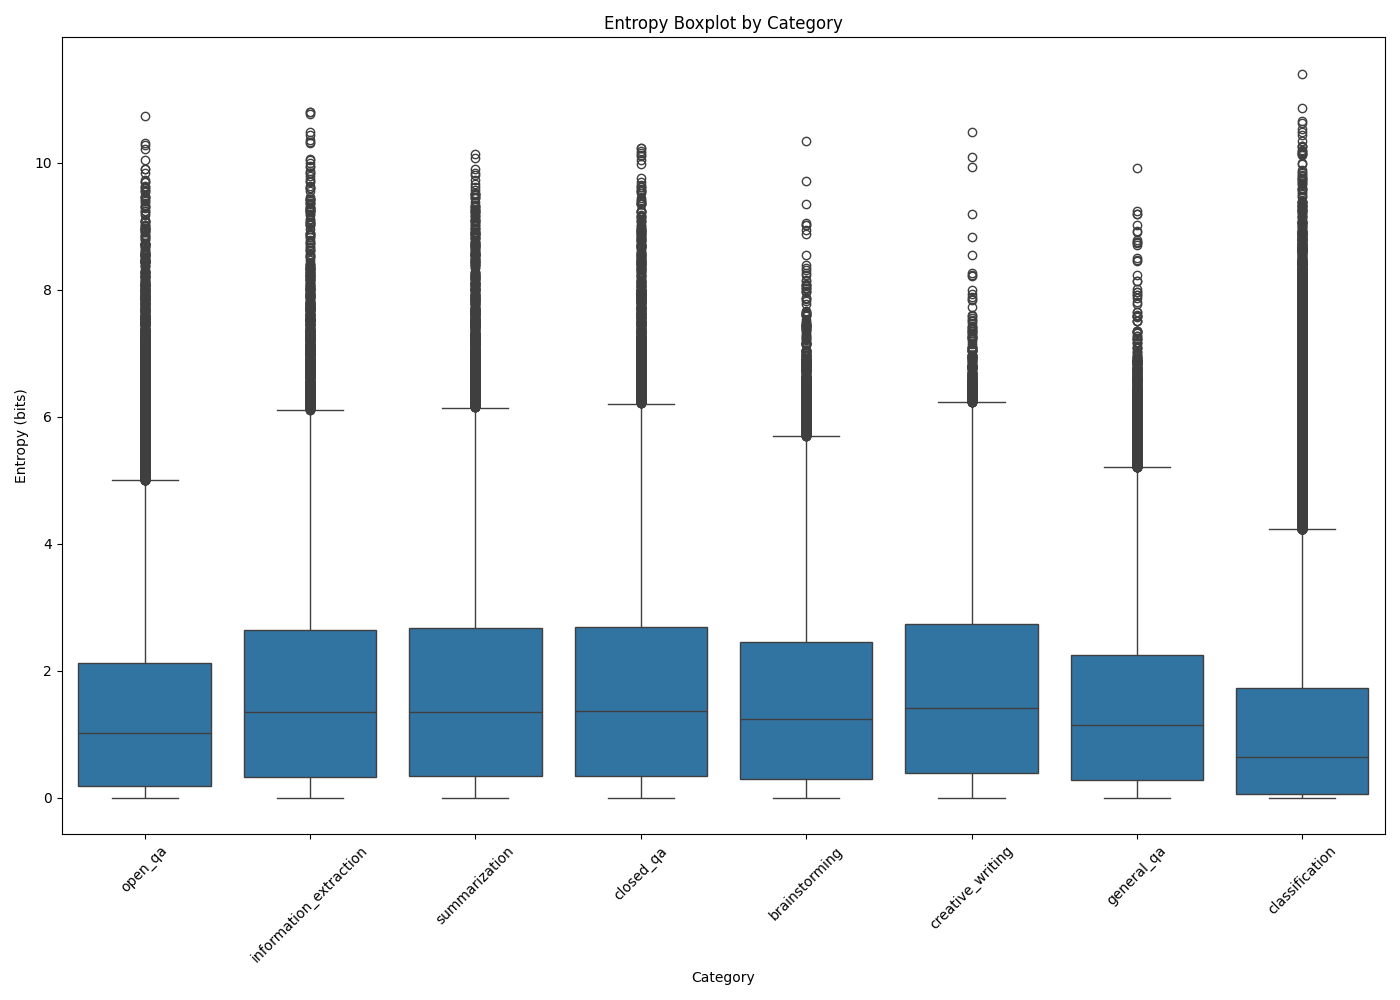 Entropy Boxplot by Category
Entropy (bits)
10
8
6
4
2
0
open_qa
information_extraction
summarization
closed_qa
brainstorming
creative_writing
general_qa
classification
Category